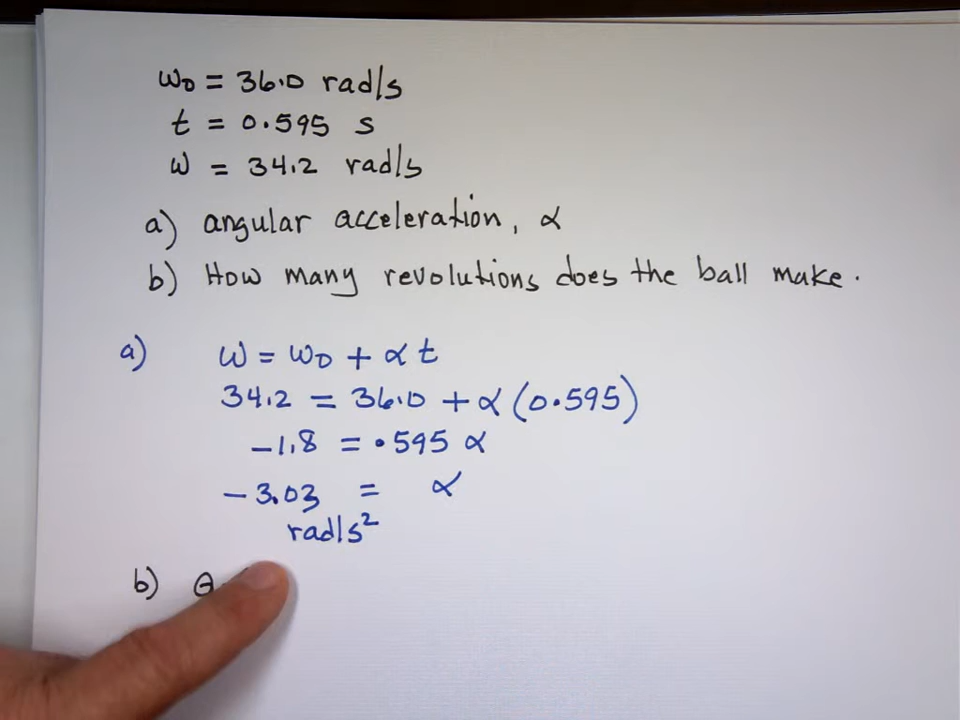 ω₀ = 36.0 rad/s
t = 0.595 s
ω = 34.2 rad/s
a) angular acceleration, α
b) How many revolutions does the ball make.
a) ω = ω₀ + αt
34.2 = 36.0 + α(0.595)
-1.8 = .595 α
-3.03 = α
rad/s²
b) θ